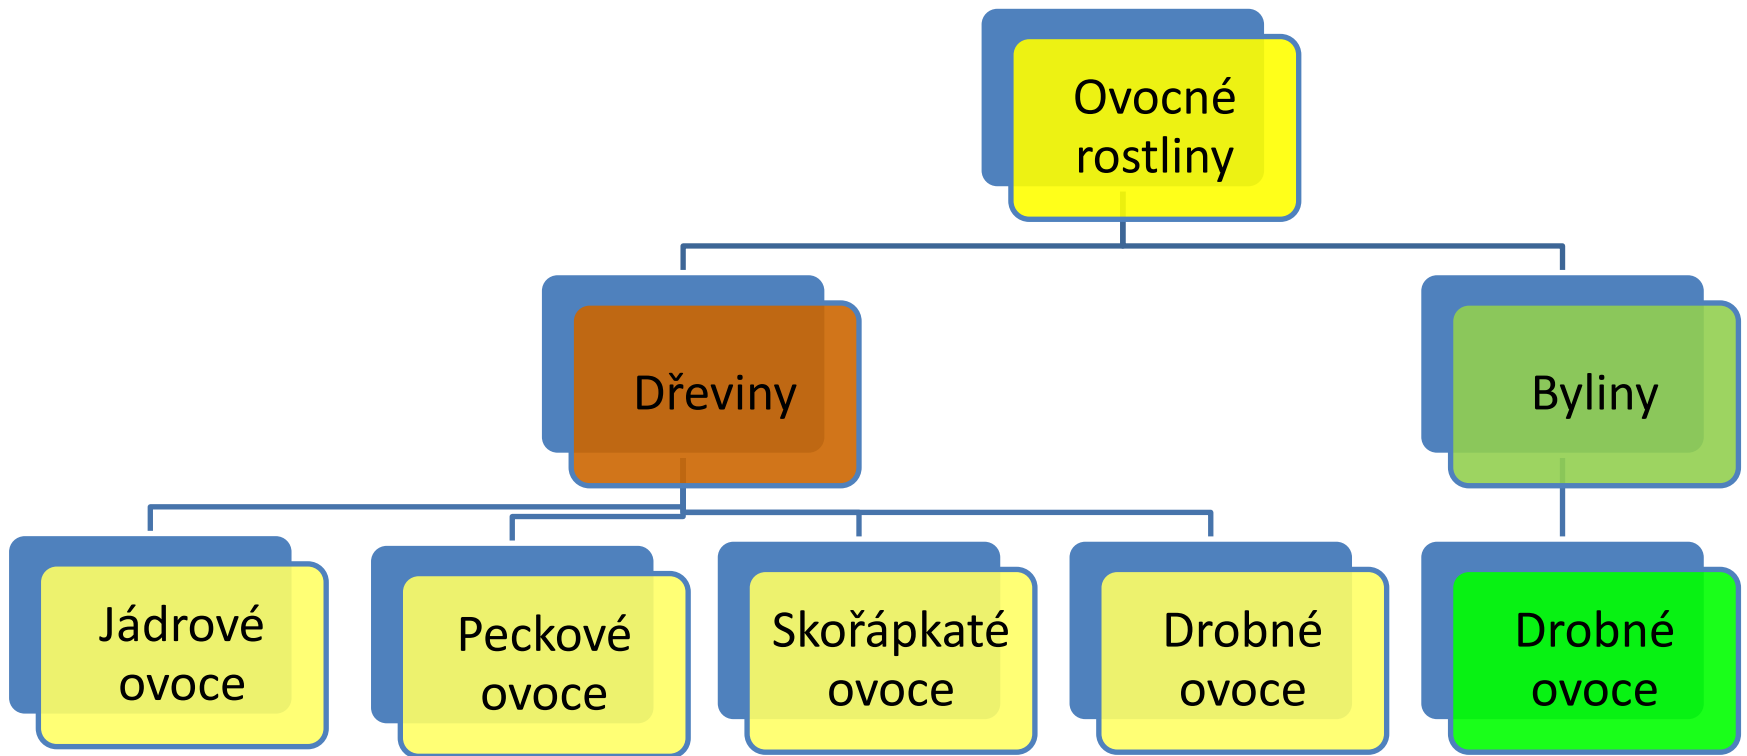 Ovocné
rostliny
Dřeviny
Byliny
Jádrové
ovoce
Peckové
ovoce
Skořápkaté
ovoce
Drobné
ovoce
Drobné
ovoce